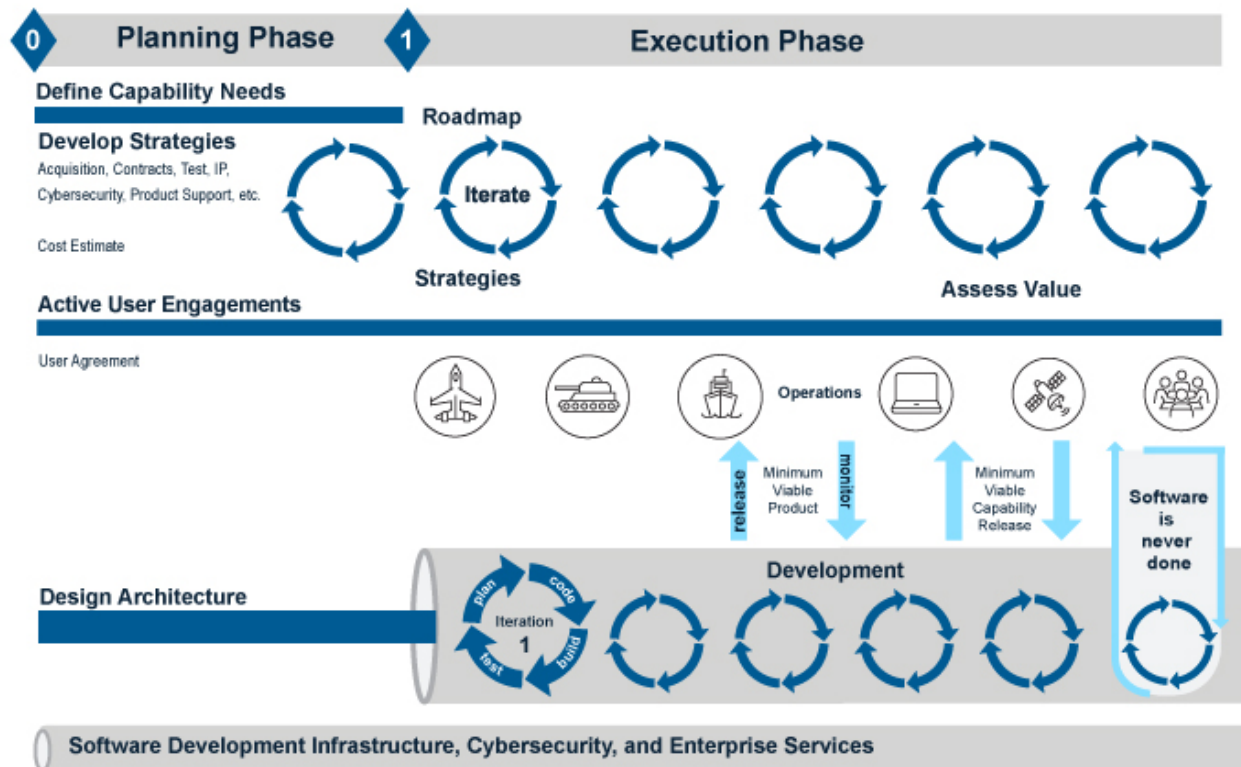 0
Planning Phase
1
Execution Phase
Define Capability Needs
Roadmap
Develop Strategies
Acquisition, Contracts, Test, IP,
Cybersecurity, Product Support, etc.
Iterate
Cost Estimate
Strategies
Assess Value
Active User Engagements
User Agreement
Operations
release
Minimum
Viable
Product
monitor
Minimum
Viable
Capability
Release
Software
is
never
done
Development
Design Architecture
plan
code
Iteration
1
test
build
Software Development Infrastructure, Cybersecurity, and Enterprise Services